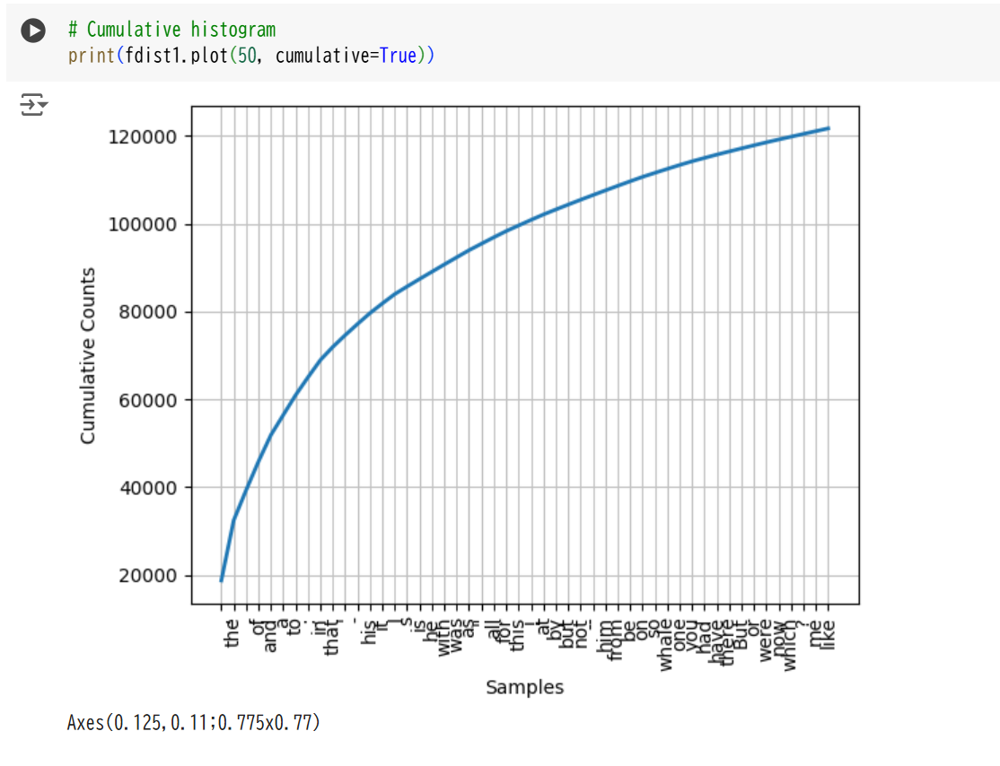 # Cumulative histogram
print(fdist1.plot(50, cumulative=True))
120000
100000
80000
60000
40000
20000
Cumulative Counts
the of and a to . in that ' - his it I s is he with was as " all for this ! at by but not him from be on so whale one you had have there But or were now which ? me like
Samples
Axes(0.125,0.11;0.775x0.77)